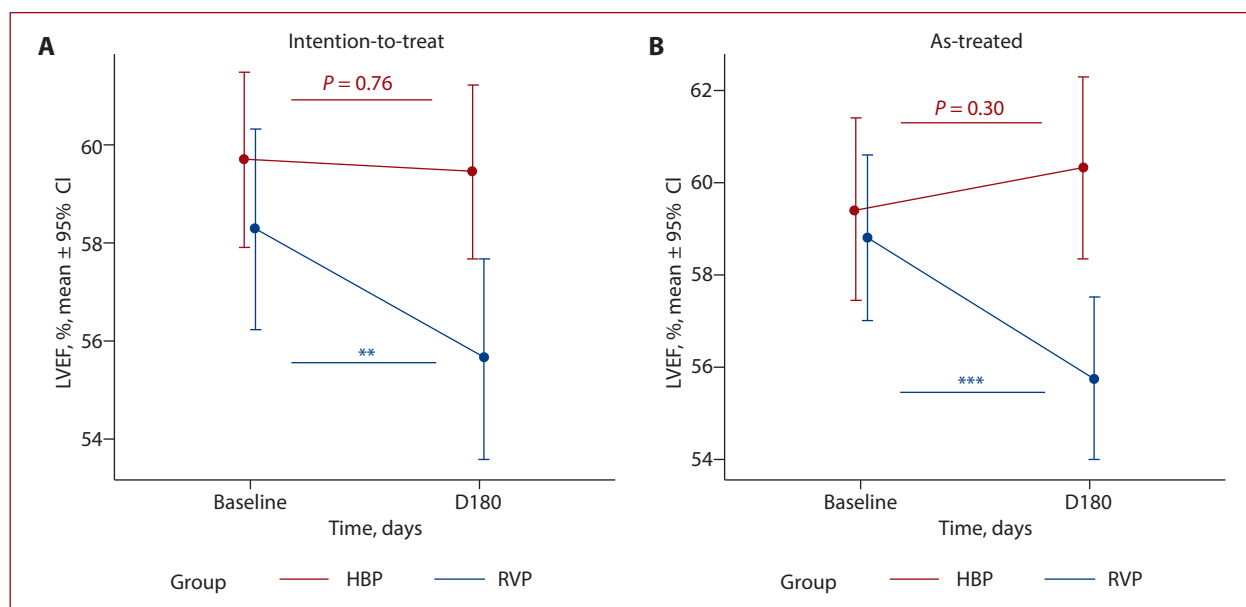 A
Intention-to-treat
LVEF, %, mean ± 95% CI
60
58
56
54
P = 0.76
**
Baseline
D180
Time, days
Group
HBP
RVP
B
As-treated
LVEF, %, mean ± 95% CI
62
60
58
56
54
P = 0.30
***
Baseline
D180
Time, days
Group
HBP
RVP